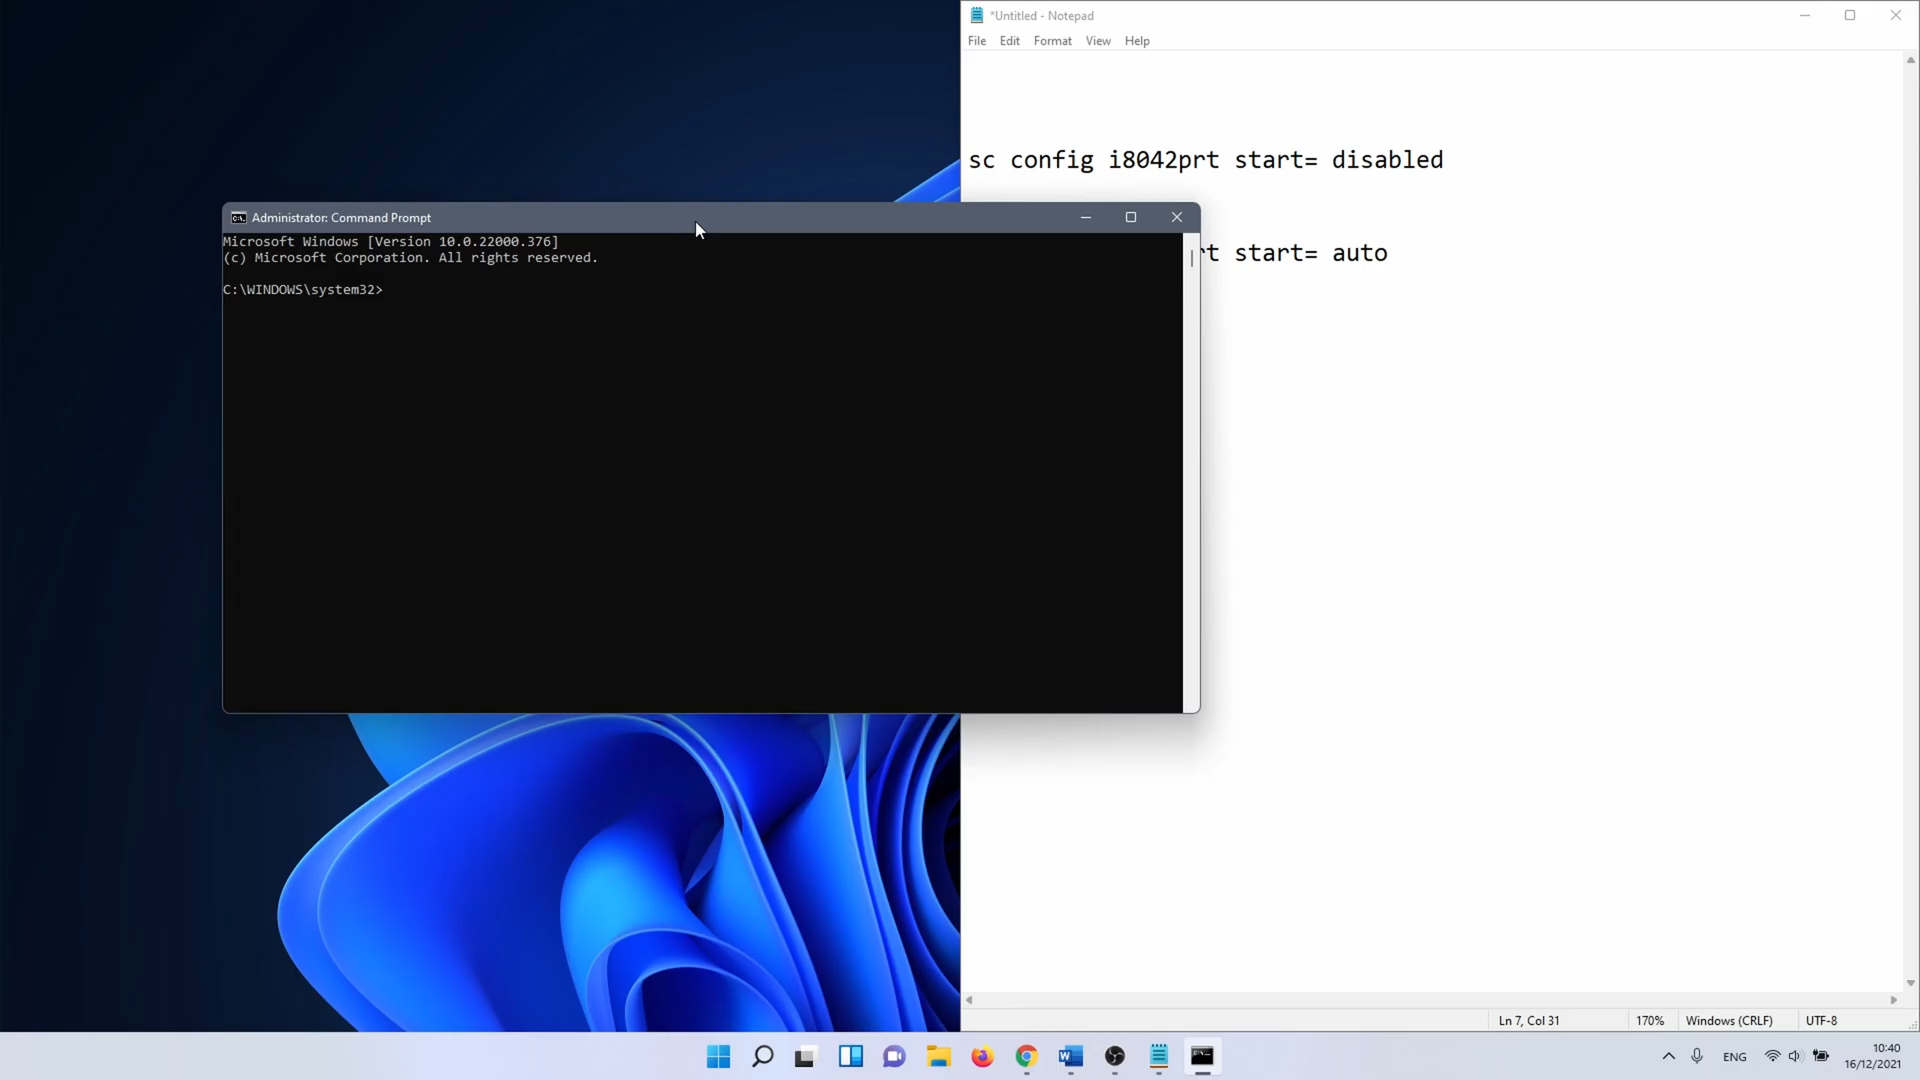 *Untitled - Notepad
File Edit Format View Help
sc config i8042prt start= disabled
rt start= auto
Administrator: Command Prompt
Microsoft Windows [Version 10.0.22000.376]
(c) Microsoft Corporation. All rights reserved.
C:\WINDOWS\system32>
Ln 7, Col 31 170% Windows (CRLF) UTF-8
ENG
10:40
16/12/2021